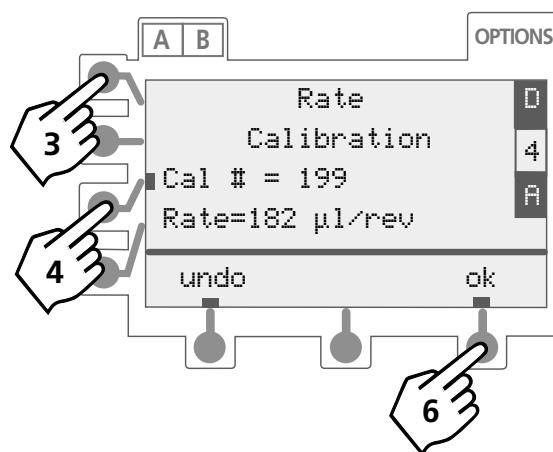 A B
OPTIONS
Rate
Calibration
Cal # = 199
Rate=182 µl/rev
undo ok
D
4
A
3
4
6